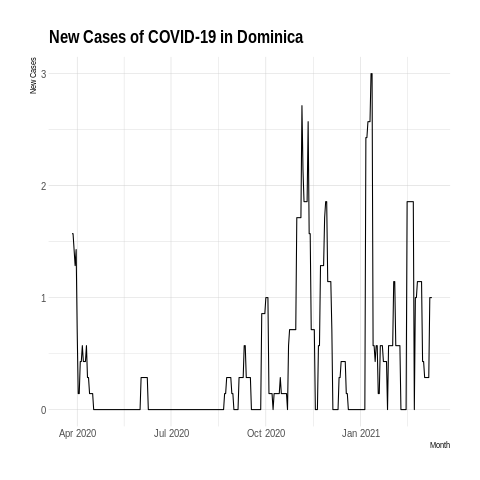 New Cases of COVID-19 in Dominica
New Cases
3
2
1
0
Apr 2020 Jul 2020 Oct 2020 Jan 2021
Month